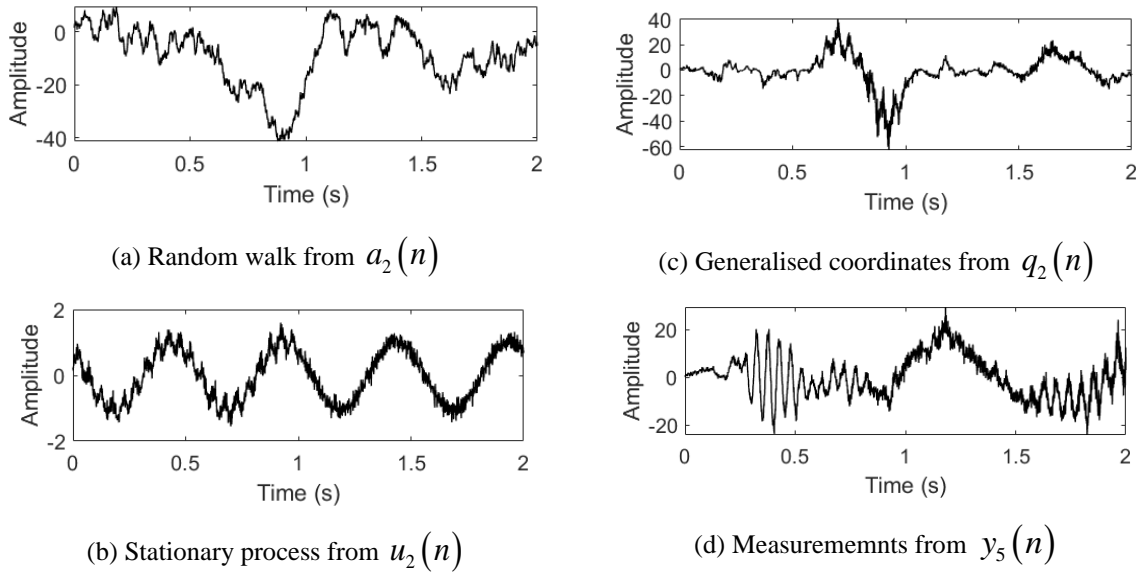 0
-20
-40
Amplitude
0
0.5
1
1.5
2
Time (s)
(a) Random walk from a₂(n)
40
20
0
-20
-40
-60
Amplitude
0
0.5
1
1.5
2
Time (s)
(c) Generalised coordinates from q₂(n)
2
0
-2
Amplitude
0
0.5
1
1.5
2
Time (s)
(b) Stationary process from u₂(n)
20
0
-20
Amplitude
0
0.5
1
1.5
2
Time (s)
(d) Measurememnts from y₅(n)